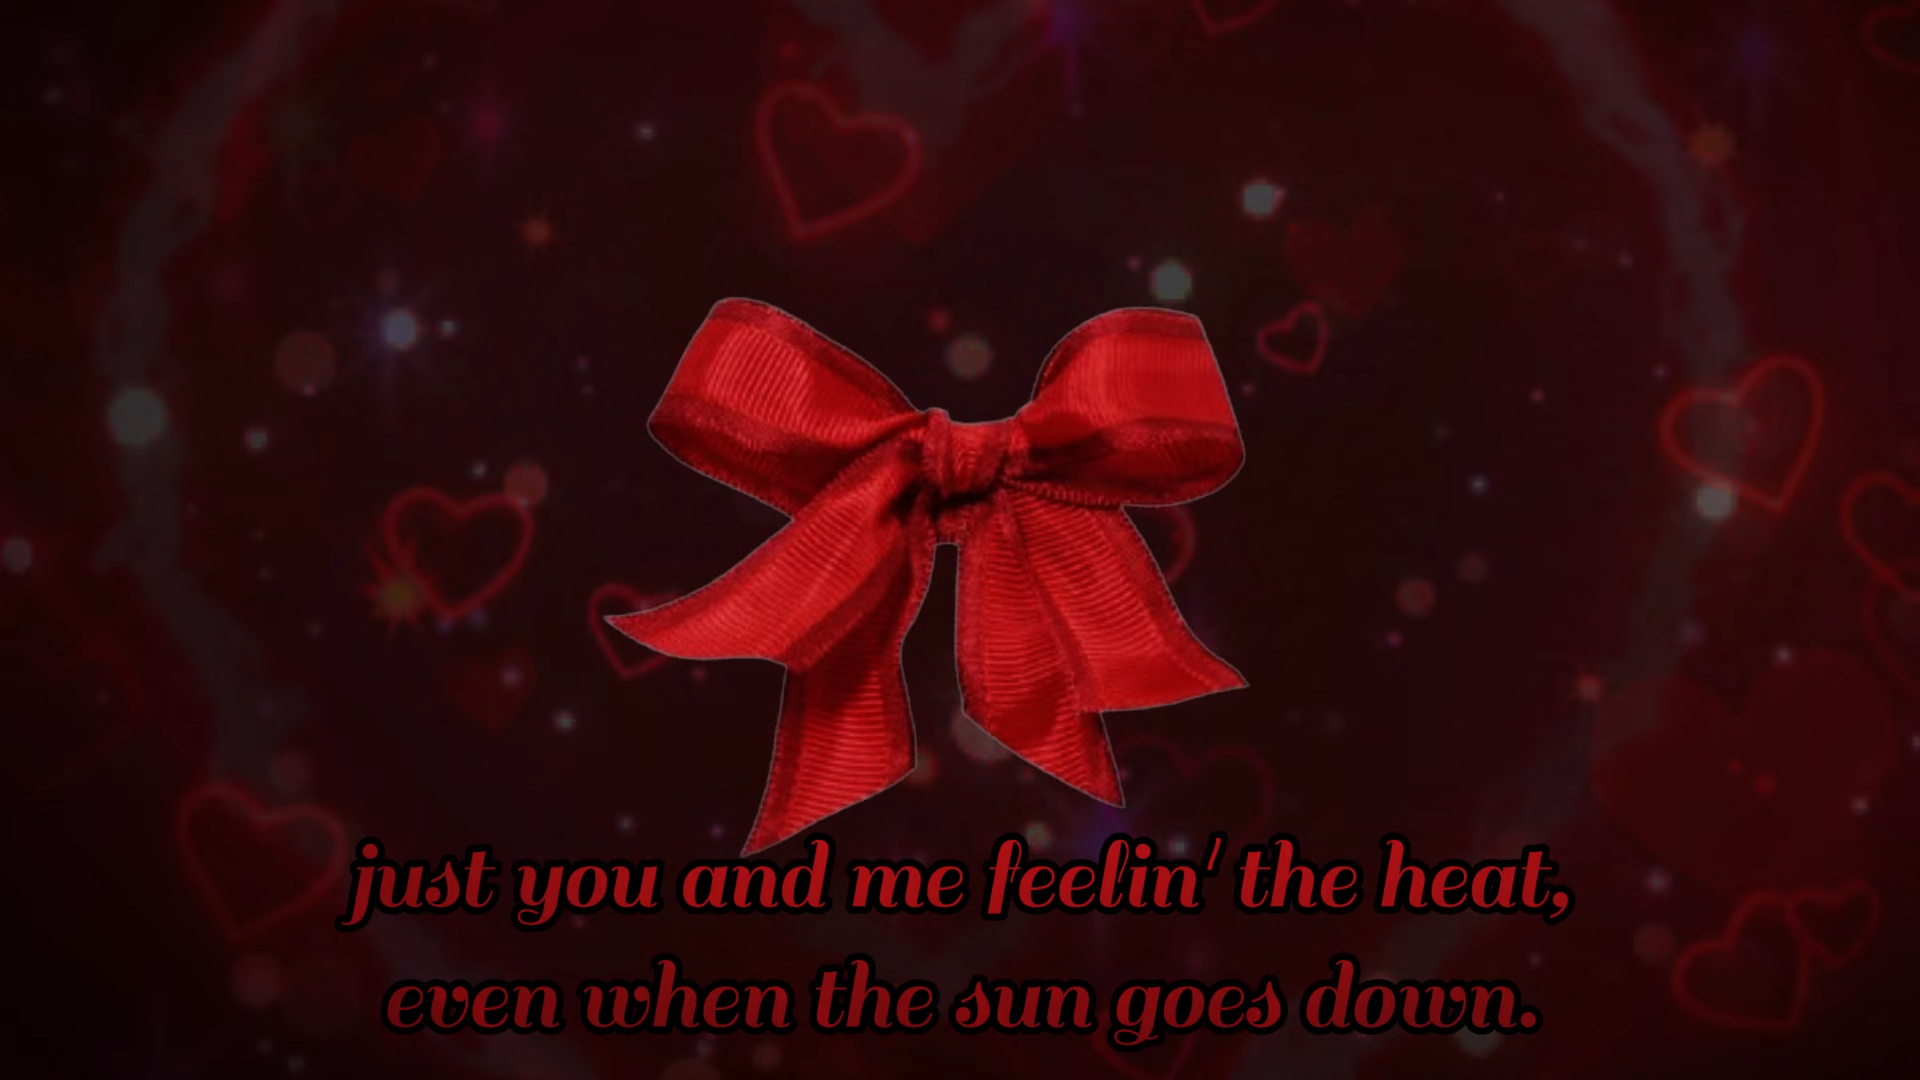 just you and me feelin' the heat,
even when the sun goes down.